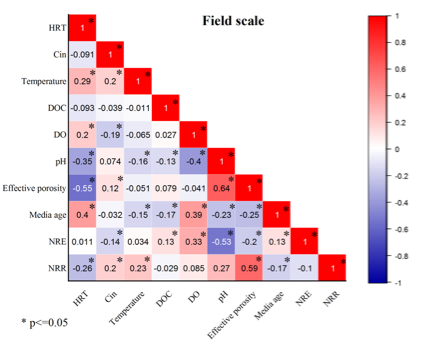 Field scale
HRT 1*
Cin -0.091 1*
Temperature 0.29* 0.2* 1*
DOC -0.093 -0.039 -0.011 1*
DO 0.2* -0.19* -0.065 0.027 1*
pH -0.35* 0.074 -0.16* -0.13* -0.4* 1*
Effective porosity -0.55* 0.12* -0.051 0.079 -0.041 0.64* 1*
Media age 0.4* -0.032 -0.15* -0.17* 0.39* -0.23* -0.25* 1*
NRE 0.011 -0.14* 0.034 0.13* 0.33* -0.53* -0.2* 0.13* 1*
NRR -0.26* 0.2* 0.23* -0.029 0.085 0.27 0.59* -0.17* -0.1 1*
HRT Cin Temperature DOC DO pH Effective porosity Media age NRE NRR
* p<=0.05
1
0.8
0.6
0.4
0.2
0
-0.2
-0.4
-0.6
-0.8
-1